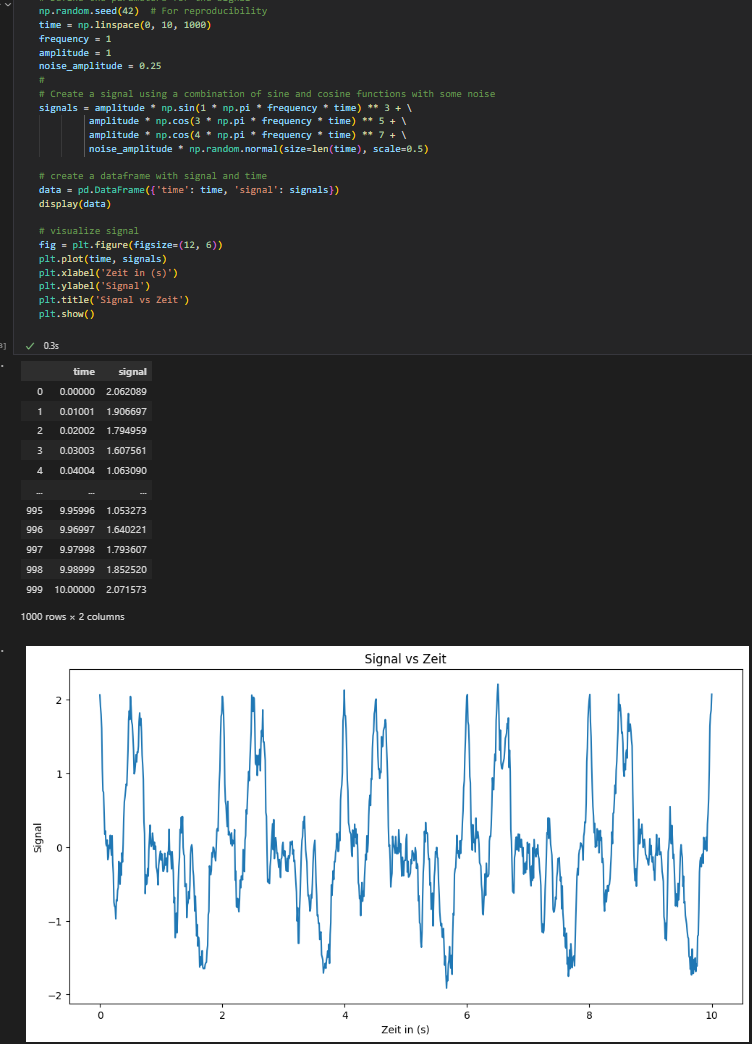 np.random.seed(42)  # For reproducibility
time = np.linspace(0, 10, 1000)
frequency = 1
amplitude = 1
noise_amplitude = 0.25
#
# Create a signal using a combination of sine and cosine functions with some noise
signals = amplitude * np.sin(1 * np.pi * frequency * time) ** 3 + \
amplitude * np.cos(3 * np.pi * frequency * time) ** 5 + \
amplitude * np.cos(4 * np.pi * frequency * time) ** 7 + \
noise_amplitude * np.random.normal(size=len(time), scale=0.5)
# create a dataframe with signal and time
data = pd.DataFrame({'time': time, 'signal': signals})
display(data)
# visualize signal
fig = plt.figure(figsize=(12, 6))
plt.plot(time, signals)
plt.xlabel('Zeit in (s)')
plt.ylabel('Signal')
plt.title('Signal vs Zeit')
plt.show()
0.3s
time signal
0 0.00000 2.062089
1 0.01001 1.906697
2 0.02002 1.794959
3 0.03003 1.607561
4 0.04004 1.063090
... ... ...
995 9.95996 1.053273
996 9.96997 1.640221
997 9.97998 1.793607
998 9.98999 1.852520
999 10.00000 2.071573
1000 rows × 2 columns
Signal vs Zeit
2
1
0
−1
−2
Signal
0 2 4 6 8 10
Zeit in (s)